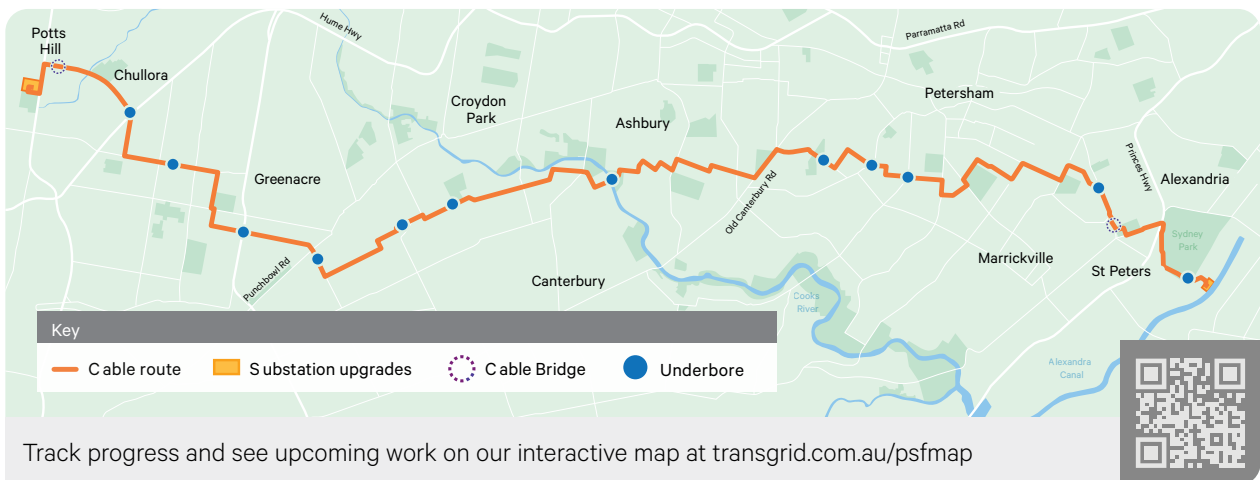 Potts
Hill
Hume Hwy
Parramatta Rd
Chullora
Croydon
Park
Petersham
Ashbury
Princes Hwy
Greenacre
Alexandria
Old Canterbury Rd
Sydney
Park
Marrickville
Punchbowl Rd
Canterbury
St Peters
Cooks
River
Key
Cable route
Substation upgrades
Cable Bridge
Underbore
Alexandra
Canal
Track progress and see upcoming work on our interactive map at transgrid.com.au/psfmap